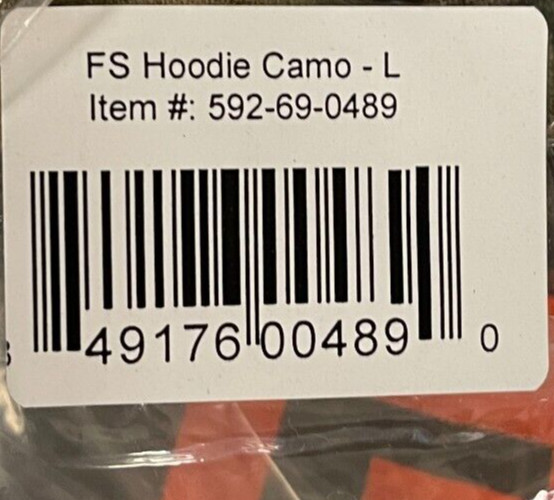 FS Hoodie Camo - L
Item #: 592-69-0489
49176 00489 0